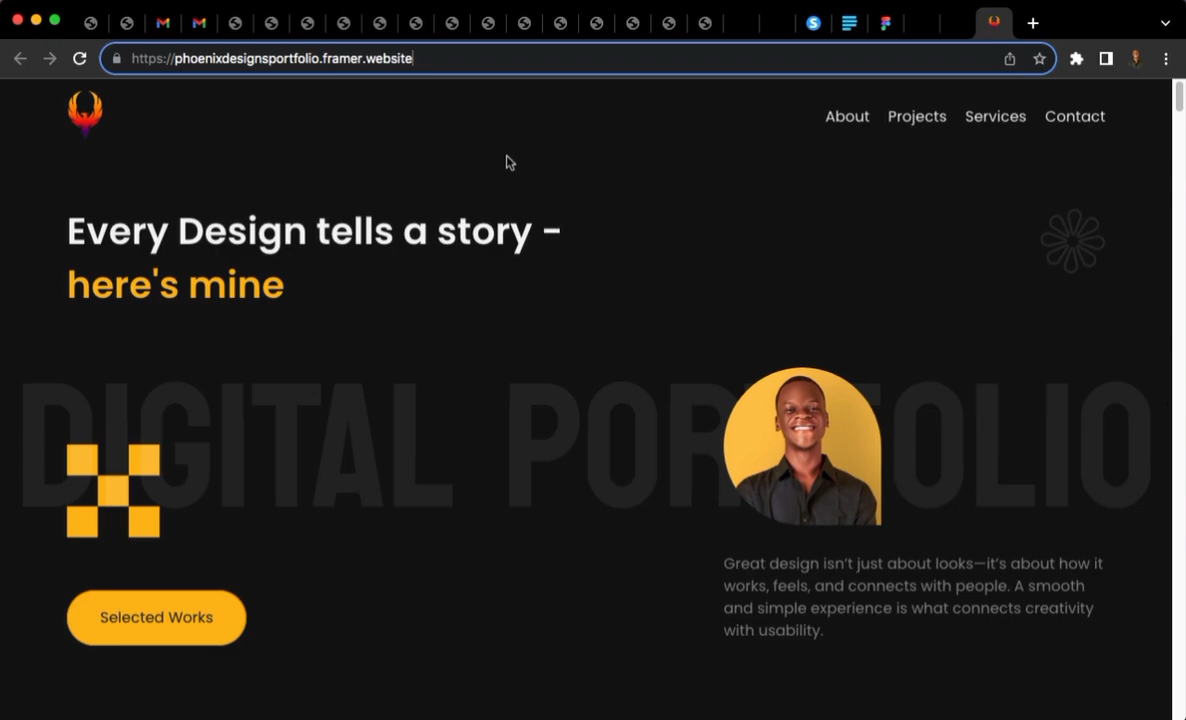 https://phoenixdesignsportfolio.framer.website
About Projects Services Contact
Every Design tells a story -
here's mine
DIGITAL PORTFOLIO
Great design isn't just about looks—it's about how it
works, feels, and connects with people. A smooth
and simple experience is what connects creativity
with usability.
Selected Works